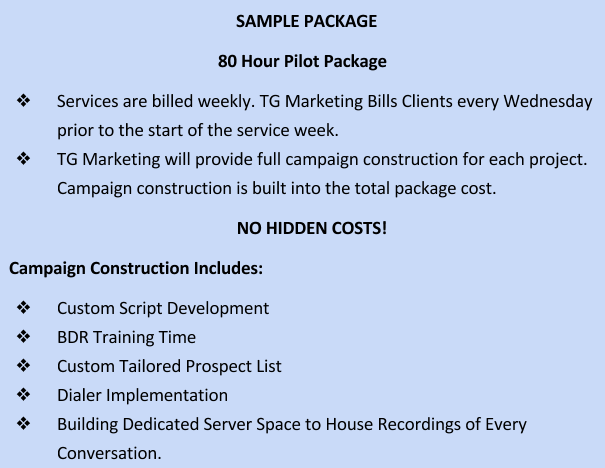 SAMPLE PACKAGE
80 Hour Pilot Package
❖ Services are billed weekly. TG Marketing Bills Clients every Wednesday
prior to the start of the service week.
❖ TG Marketing will provide full campaign construction for each project.
Campaign construction is built into the total package cost.
NO HIDDEN COSTS!
Campaign Construction Includes:
❖ Custom Script Development
❖ BDR Training Time
❖ Custom Tailored Prospect List
❖ Dialer Implementation
❖ Building Dedicated Server Space to House Recordings of Every
Conversation.